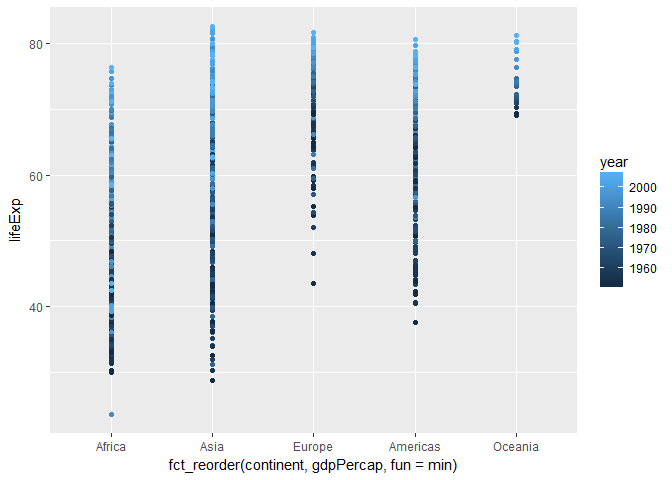 80
60
40
lifeExp
Africa Asia Europe Americas Oceania
fct_reorder(continent, gdpPercap, fun = min)
year
2000
1990
1980
1970
1960